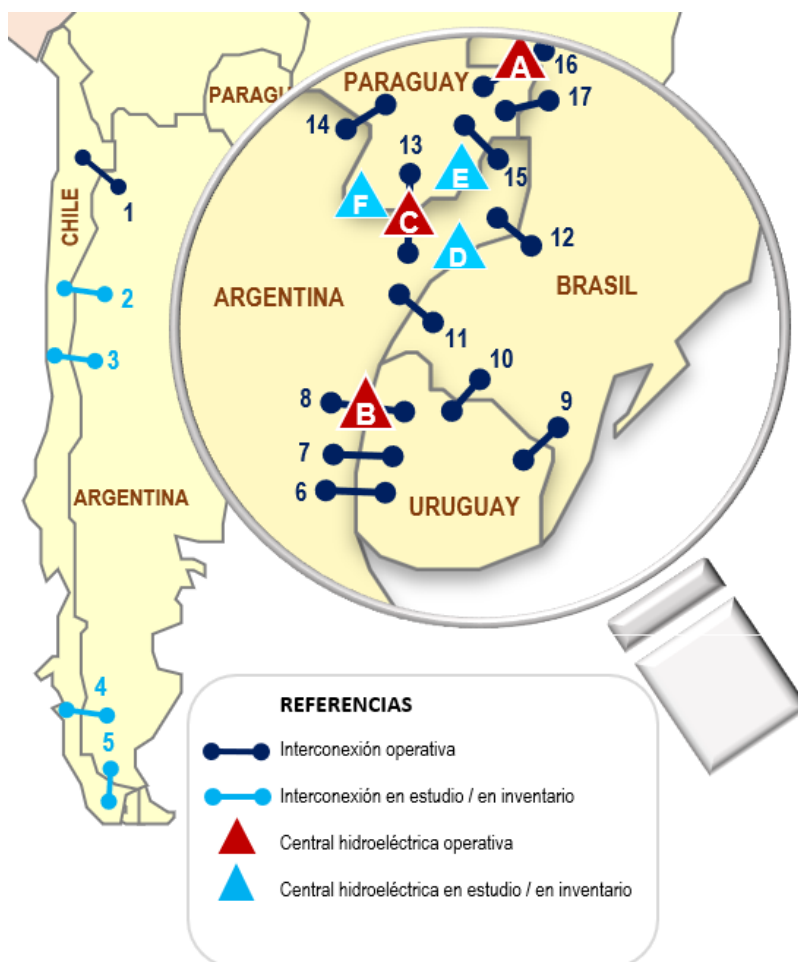 PARAGU
PARAGUAY
A
16
17
14
13
15
E
F
C
D
12
1
CHILE
2
3
ARGENTINA
BRASIL
11
10
8
B
9
7
6
URUGUAY
ARGENTINA
4
5
REFERENCIAS
Interconexión operativa
Interconexión en estudio / en inventario
Central hidroeléctrica operativa
Central hidroeléctrica en estudio / en inventario